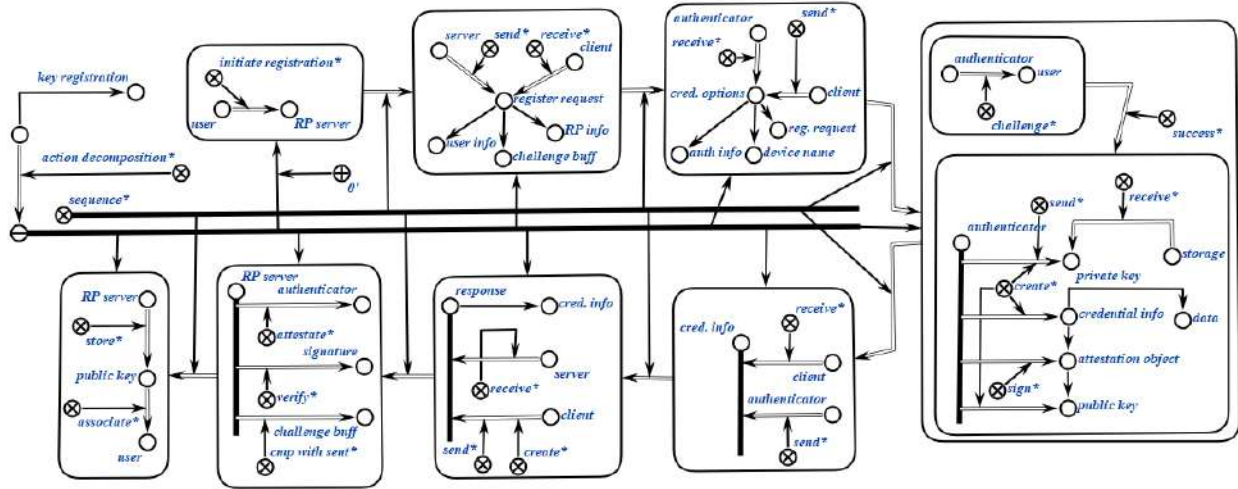 key registration
action decomposition*
sequence*
initiate registration*
user
RP server
0'
server
send*
receive*
client
register request
user info
RP info
challenge buff
authenticator
send*
receive*
cred. options
client
reg. request
auth info
device name
authenticator
user
challenge*
success*
send*
receive*
authenticator
storage
private key
create*
credential info
data
attestation object
sign*
public key
RP server
store*
public key
associate*
user
RP server
authenticator
attestate*
signature
verify*
challenge buff
cmp with sent*
response
cred. info
server
receive*
client
send*
create*
cred. info
receive*
client
authenticator
send*